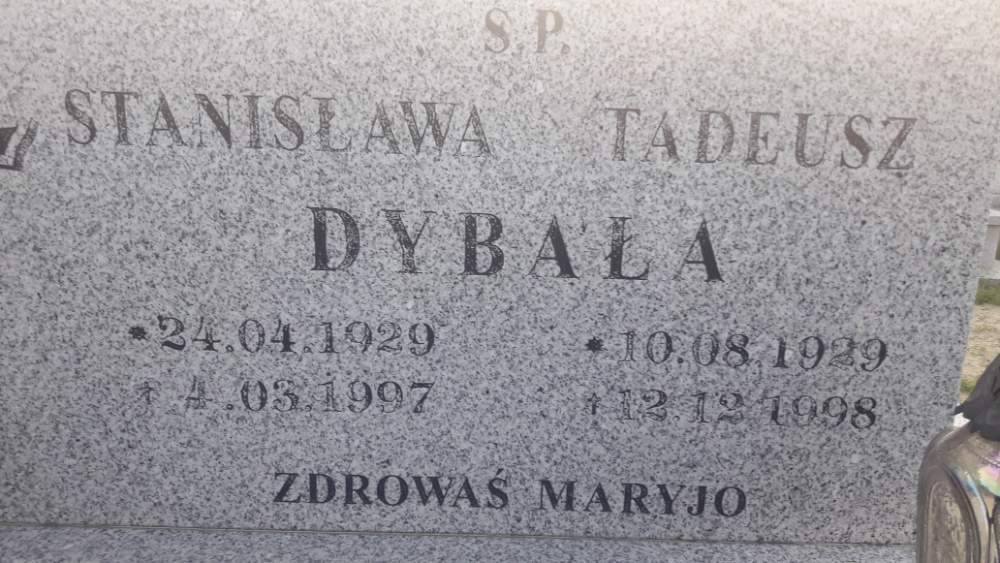 S.P.
STANISŁAWA TADEUSZ
DYBAŁA
*24.04.1929 *10.08.1929
†4.03.1997 †12.12.1998
ZDROWAŚ MARYJO